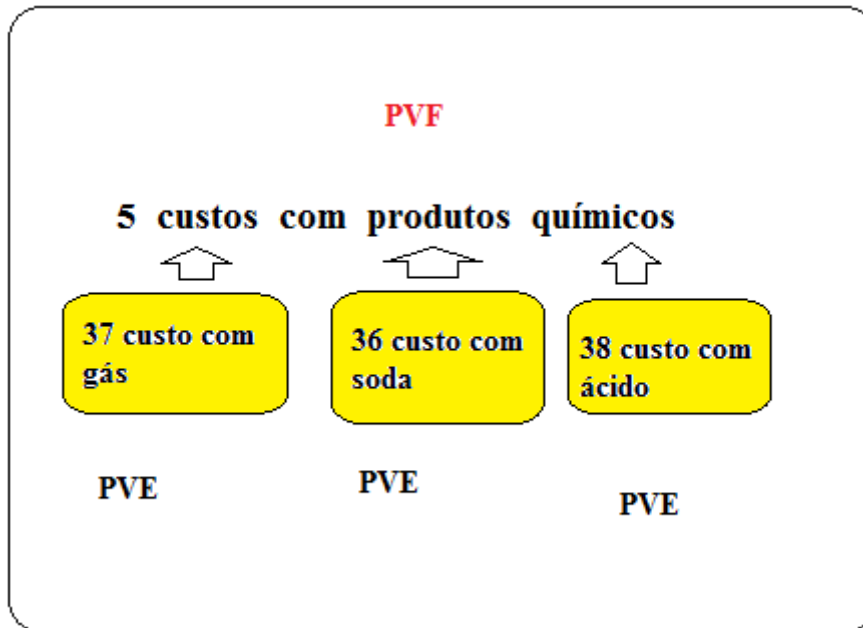 PVF
5 custos com produtos químicos
37 custo com
gás
36 custo com
soda
38 custo com
ácido
PVE
PVE
PVE